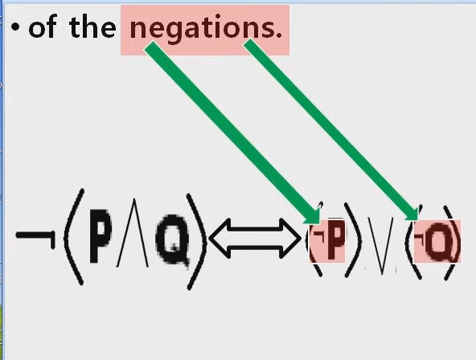 • of the negations.
¬(P∧Q)⇔(¬P)∨(¬Q)